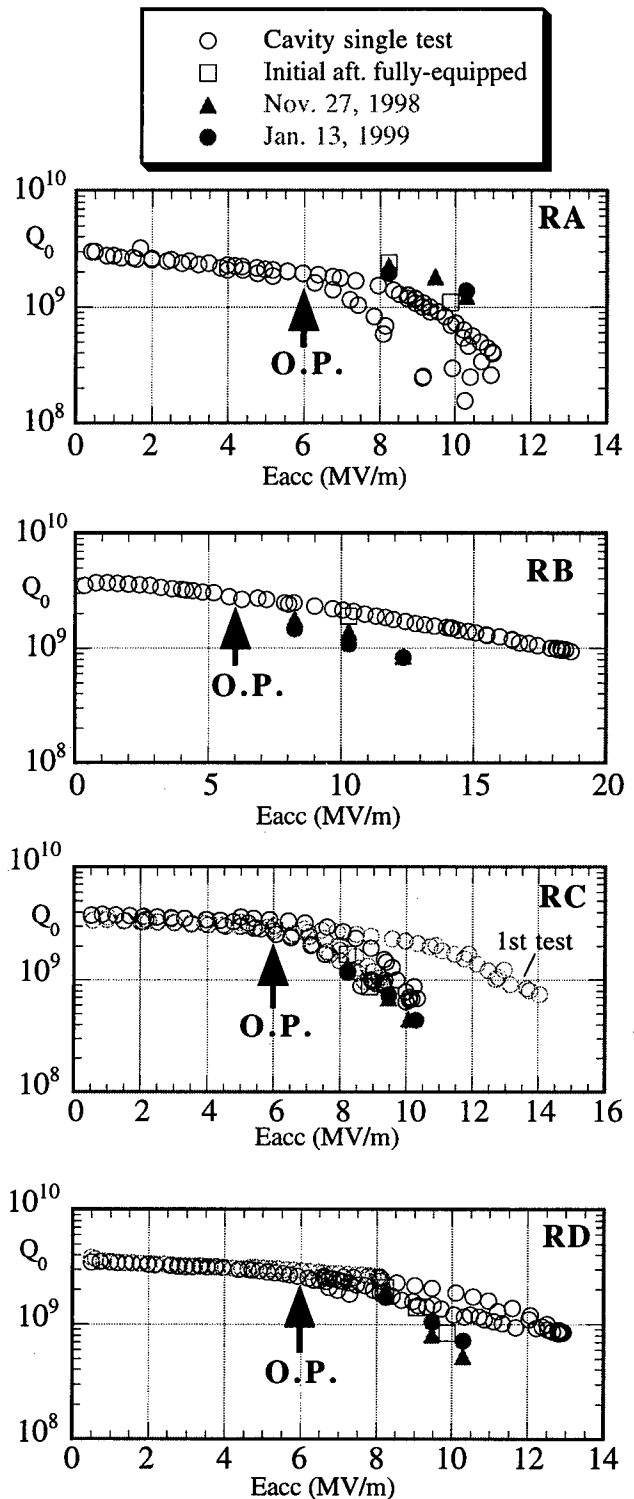 Cavity single test
Initial aft. fully-equipped
Nov. 27, 1998
Jan. 13, 1999
10^10
RA
Q_0
10^9
O.P.
10^8
0 2 4 6 8 10 12 14
Eacc (MV/m)
10^10
RB
Q_0
10^9
O.P.
10^8
0 5 10 15 20
Eacc (MV/m)
10^10
RC
Q_0
1st test
10^9
O.P.
10^8
0 2 4 6 8 10 12 14 16
Eacc (MV/m)
10^10
RD
Q_0
10^9
O.P.
10^8
0 2 4 6 8 10 12 14
Eacc (MV/m)